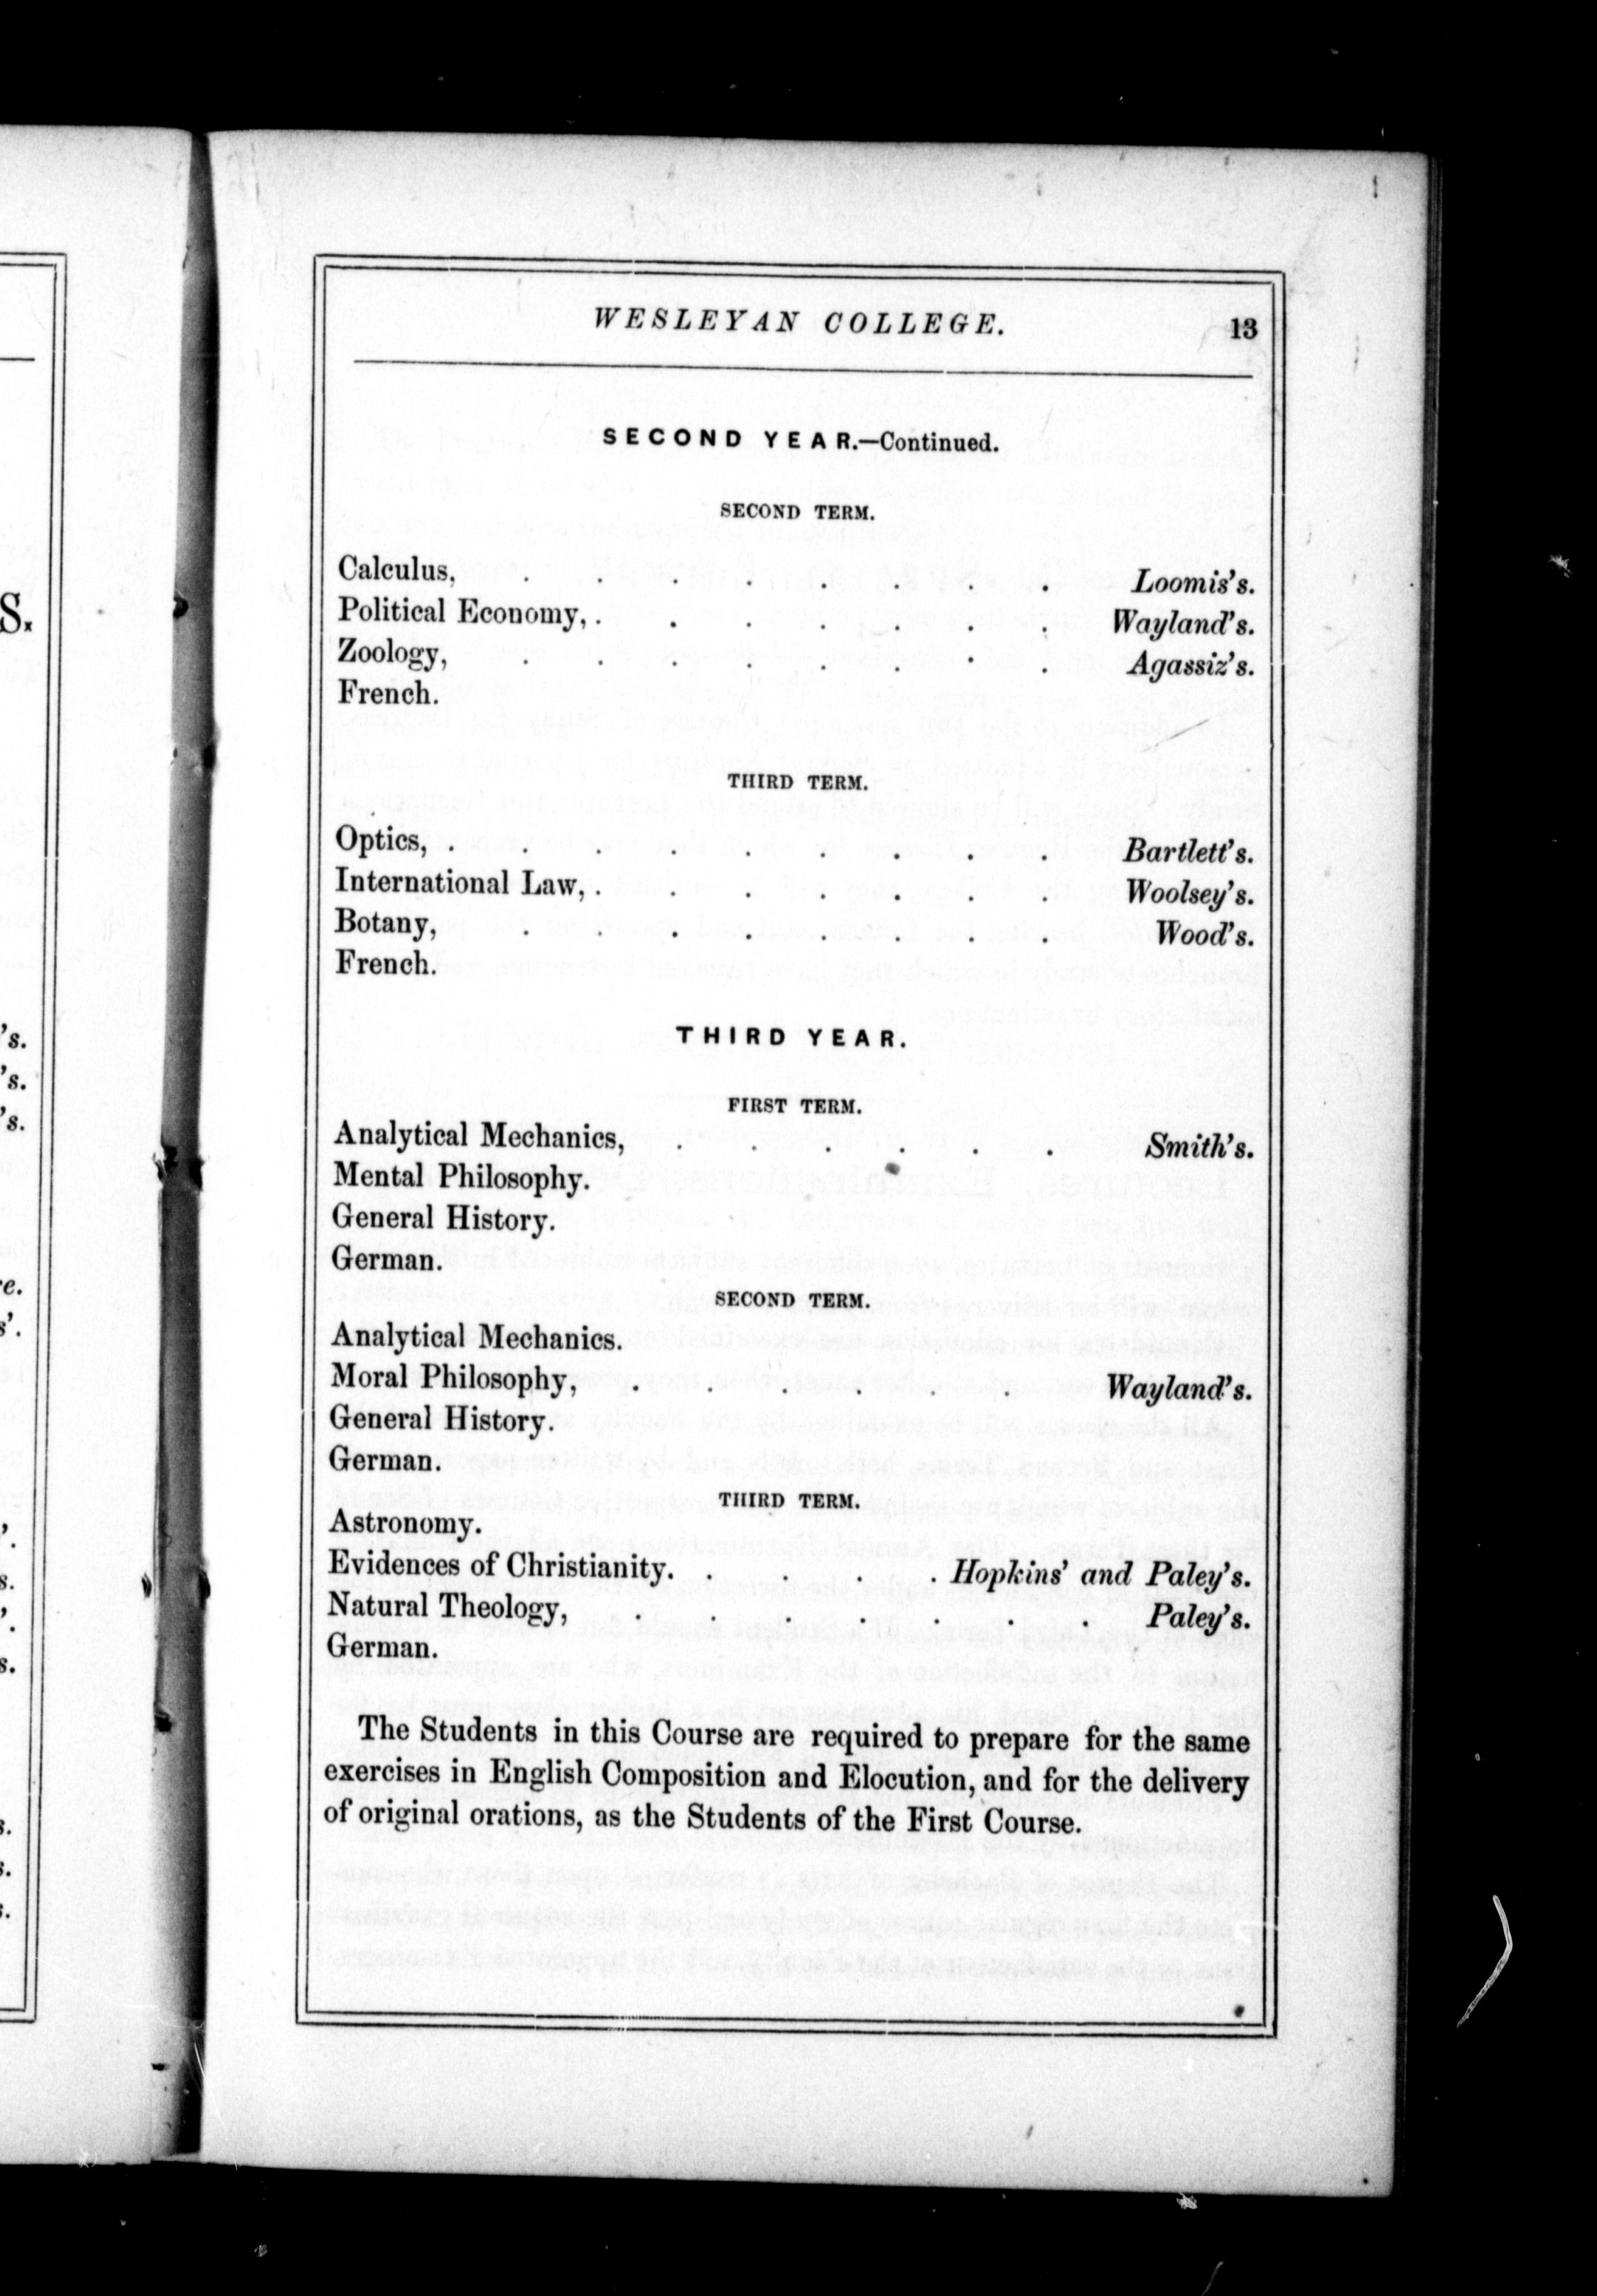 WESLEYAN COLLEGE. 13
SECOND YEAR.—Continued.
SECOND TERM.
Calculus, . . . . . . . . Loomis's.
Political Economy, . . . . . . . Wayland's.
Zoology, . . . . . . . . Agassiz's.
French.
THIRD TERM.
Optics, . . . . . . . . . Bartlett's.
International Law, . . . . . . . Woolsey's.
Botany, . . . . . . . . Wood's.
French.
THIRD YEAR.
FIRST TERM.
Analytical Mechanics, . . . . . . Smith's.
Mental Philosophy.
General History.
German.
SECOND TERM.
Analytical Mechanics.
Moral Philosophy, . . . . . . Wayland's.
General History.
German.
THIRD TERM.
Astronomy.
Evidences of Christianity. . . . . Hopkins' and Paley's.
Natural Theology, . . . . . . . Paley's.
German.
The Students in this Course are required to prepare for the same
exercises in English Composition and Elocution, and for the delivery
of original orations, as the Students of the First Course.